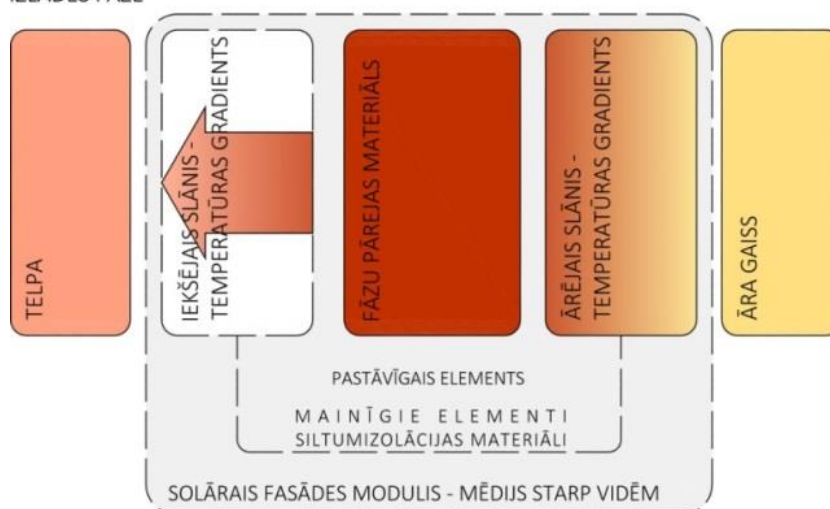 TELPA
IEKŠĒJAIS SLĀNIS -
TEMPERATŪRAS GRADIENTS
FĀZU PĀREJAS MATERIĀLS
ĀRĒJAIS SLĀNIS -
TEMPERATŪRAS GRADIENTS
ĀRA GAISS
PASTĀVĪGAIS ELEMENTS
MAINĪGIE ELEMENTI
SILTUMIZOLĀCIJAS MATERIĀLI
SOLĀRAIS FASĀDES MODULIS - MĒDIJS STARP VIDĒM